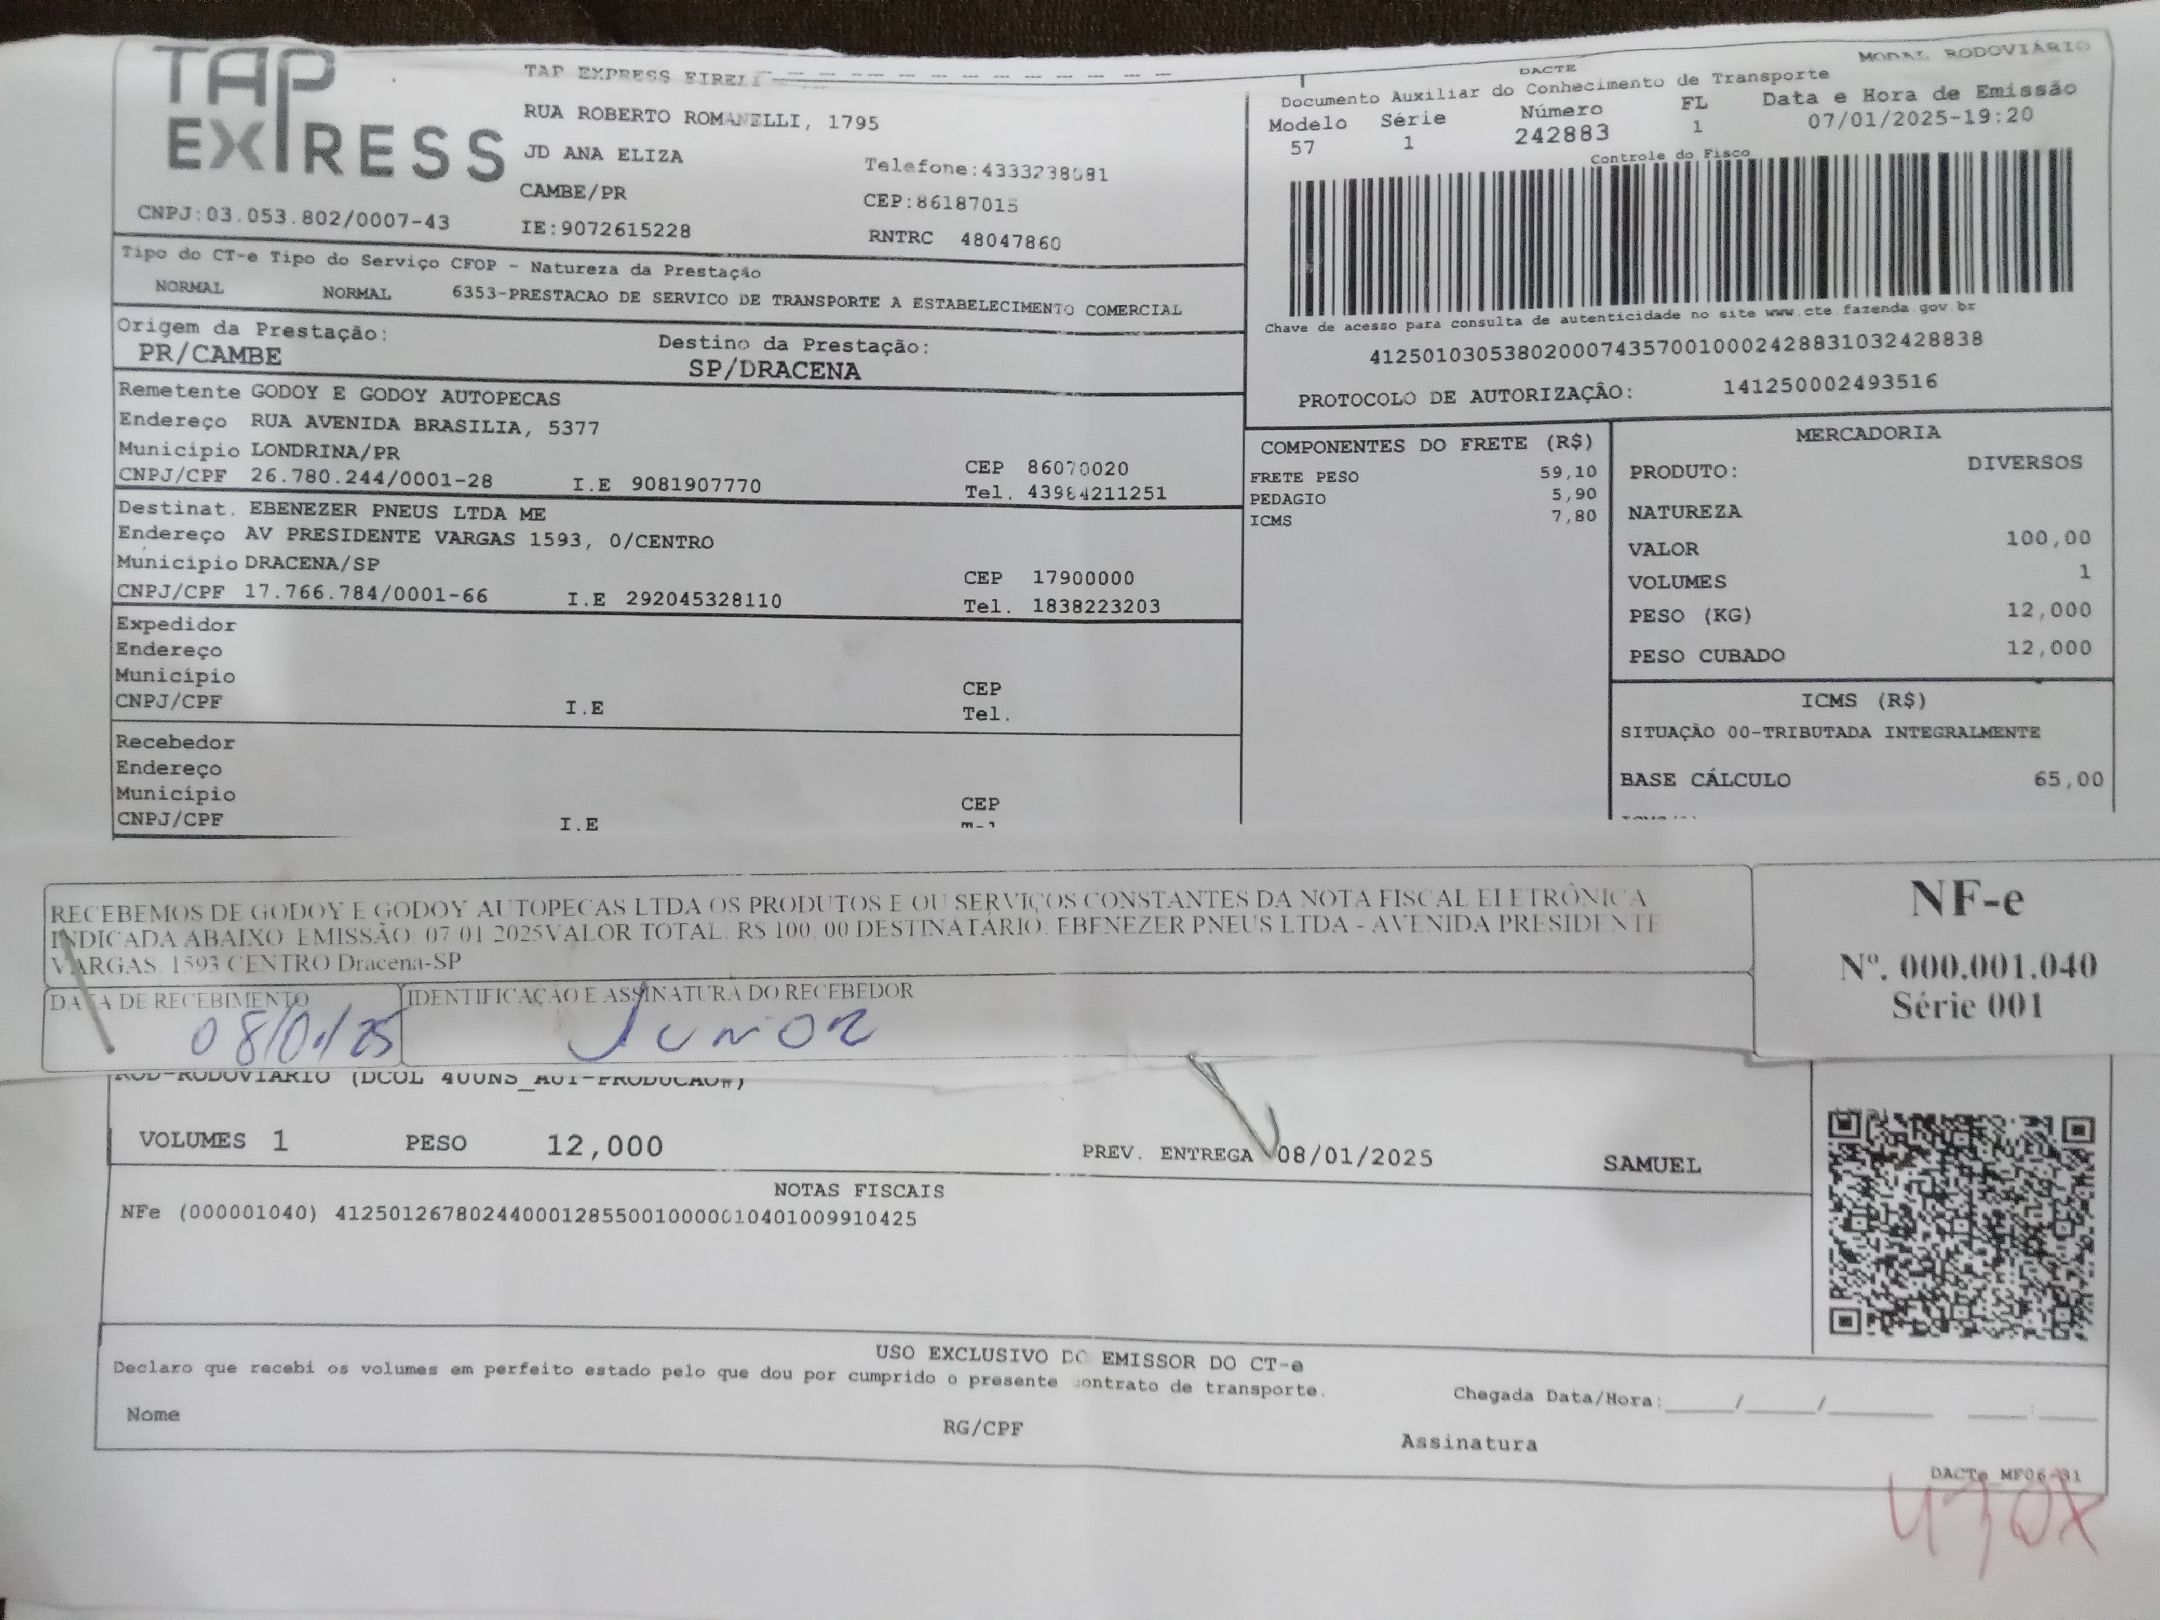 TAP
EXPRESS
CNPJ:03.053.802/0007-43
TAP EXPRESS EIRELI
RUA ROBERTO ROMANELLI, 1795
JD ANA ELIZA
CAMBE/PR
IE:9072615228
Telefone:4333238081
CEP:86187015
RNTRC 48047860
MODAL RODOVIÁRIO
DACTE
Documento Auxiliar do Conhecimento de Transporte
Modelo Série Número FL Data e Hora de Emissão
57 1 242883 1 07/01/2025-19:20
Controle do Fisco
Chave de acesso para consulta de autenticidade no site www.cte.fazenda.gov.br
41250103053802000743570010002428831032428838
PROTOCOLO DE AUTORIZAÇÃO: 141250002493516
Tipo do CT-e Tipo do Serviço CFOP - Natureza da Prestação
NORMAL NORMAL 6353-PRESTACAO DE SERVICO DE TRANSPORTE A ESTABELECIMENTO COMERCIAL
Origem da Prestação: Destino da Prestação:
PR/CAMBE SP/DRACENA
Remetente GODOY E GODOY AUTOPECAS
Endereço RUA AVENIDA BRASILIA, 5377
Município LONDRINA/PR CEP 86070020
CNPJ/CPF 26.780.244/0001-28 I.E 9081907770 Tel. 43984211251
Destinat. EBENEZER PNEUS LTDA ME
Endereço AV PRESIDENTE VARGAS 1593, 0/CENTRO
Município DRACENA/SP CEP 17900000
CNPJ/CPF 17.766.784/0001-66 I.E 292045328110 Tel. 1838223203
Expedidor
Endereço
Município CEP
CNPJ/CPF I.E Tel.
Recebedor
Endereço
Município CEP
CNPJ/CPF I.E
COMPONENTES DO FRETE (R$)
FRETE PESO 59,10
PEDAGIO 5,90
ICMS 7,80
MERCADORIA
PRODUTO: DIVERSOS
NATUREZA
VALOR 100,00
VOLUMES 1
PESO (KG) 12,000
PESO CUBADO 12,000
ICMS (R$)
SITUAÇÃO 00-TRIBUTADA INTEGRALMENTE
BASE CÁLCULO 65,00
RECEBEMOS DE GODOY E GODOY AUTOPECAS LTDA OS PRODUTOS E OU SERVIÇOS CONSTANTES DA NOTA FISCAL ELETRÔNICA
INDICADA ABAIXO. EMISSÃO: 07 01 2025VALOR TOTAL: R$ 100, 00 DESTINATÁRIO: EBENEZER PNEUS LTDA - AVENIDA PRESIDENTE
VARGAS, 1593 CENTRO Dracena-SP
DATA DE RECEBIMENTO IDENTIFICAÇÃO E ASSINATURA DO RECEBEDOR
08/01/25 JUNIOR
NF-e
Nº. 000.001.040
Série 001
ROD-RODOVIARIO
VOLUMES 1 PESO 12,000 PREV. ENTREGA 08/01/2025 SAMUEL
NOTAS FISCAIS
NFe (000001040) 41250126780244000128550010000010401009910425
USO EXCLUSIVO DO EMISSOR DO CT-e
Declaro que recebi os volumes em perfeito estado pelo que dou por cumprido o presente contrato de transporte.
Chegada Data/Hora:_____/_____/_______ ____:____
Nome RG/CPF Assinatura